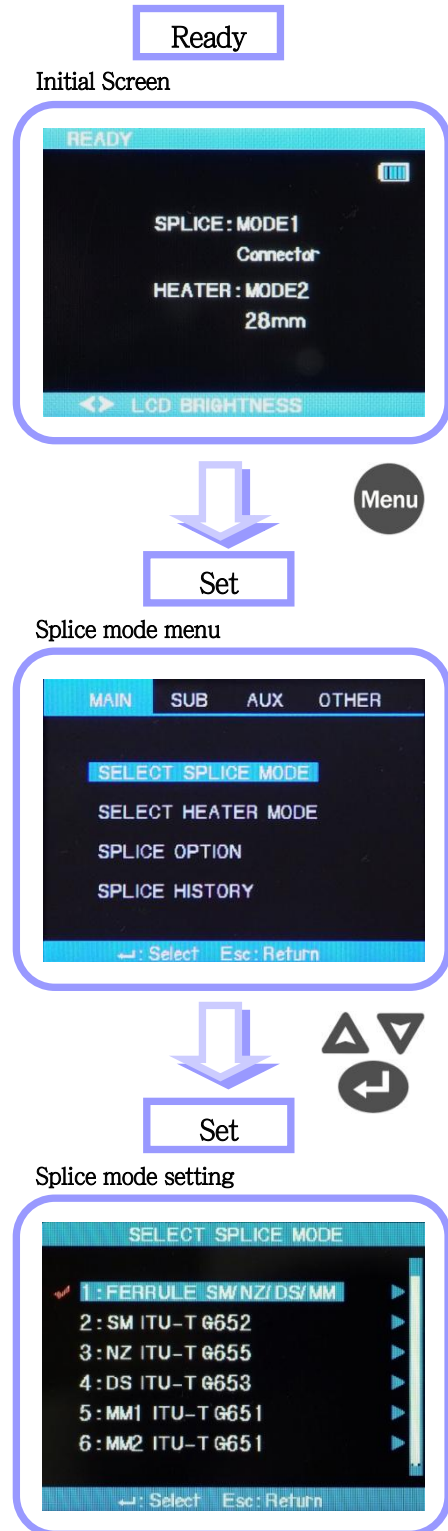 Ready
Initial Screen
READY
SPLICE:MODE1
Connector
HEATER:MODE2
28mm
<> LCD BRIGHTNESS
Menu
Set
Splice mode menu
MAIN SUB AUX OTHER
SELECT SPLICE MODE
SELECT HEATER MODE
SPLICE OPTION
SPLICE HISTORY
↵:Select Esc:Return
Set
Splice mode setting
SELECT SPLICE MODE
1:FERRULE SM/NZ/DS/MM
2:SM ITU-T G652
3:NZ ITU-T G655
4:DS ITU-T G653
5:MM1 ITU-T G651
6:MM2 ITU-T G651
↵:Select Esc:Return